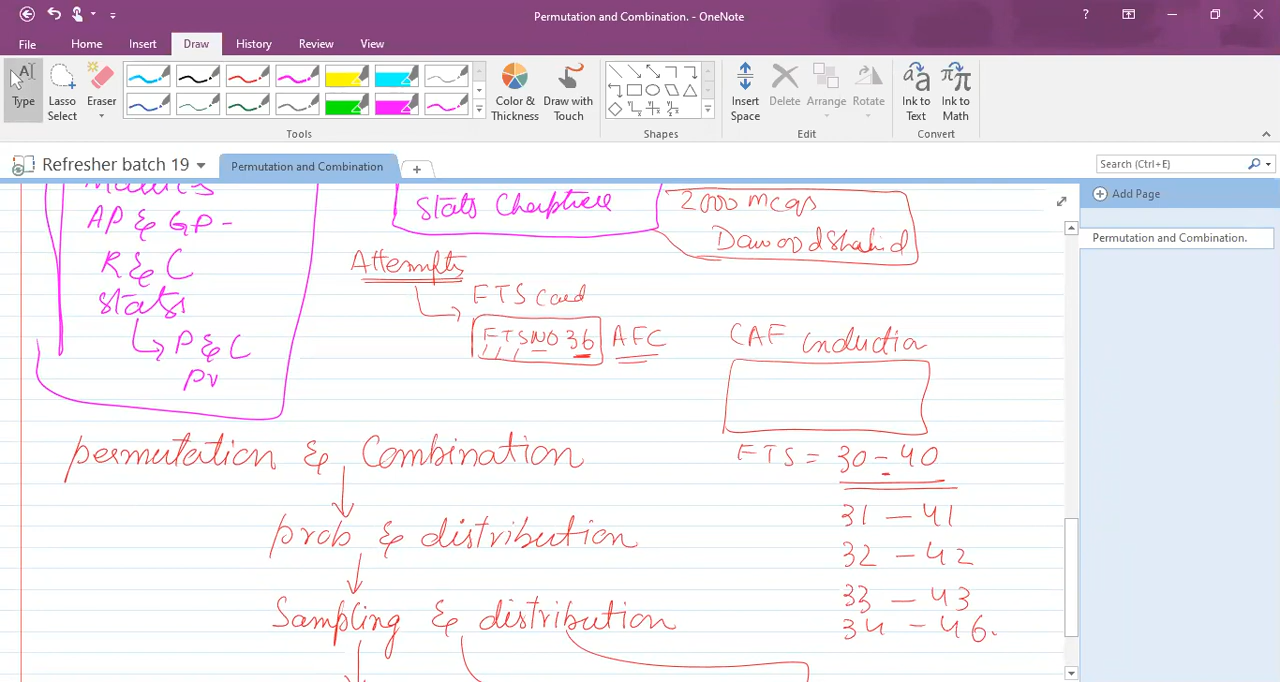 Permutation and Combination. - OneNote
?
File
Home
Insert
Draw
History
Review
View
Type
Lasso Select
Eraser
Color & Thickness
Draw with Touch
Insert Space
Delete
Arrange
Rotate
Ink to Text
Ink to Math
Tools
Shapes
Edit
Convert
Refresher batch 19
Permutation and Combination
Search (Ctrl+E)
Add Page
Permutation and Combination.
AP & GP -
R & C
Stats
P & C
Stats
2000 mcqs
Dawood Shahid
Attempts
FTS card
FTSNO 36 AFC
CAF induction
permutation & Combination
FTS = 30 - 40
31 - 41
prob & distribution
32 - 42
33 - 43
Sampling & distribution
34 - 46.